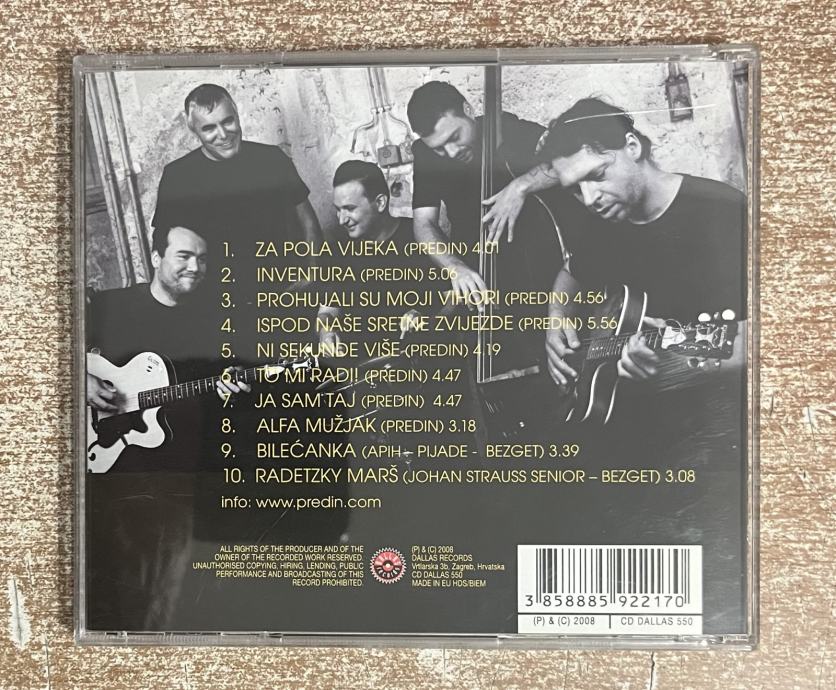 1. ZA POLA VIJEKA (PREDIN) 4.01
2. INVENTURA (PREDIN) 5.06
3. PROHUJALI SU MOJI VIHORI (PREDIN) 4.56
4. ISPOD NAŠE SRETNE ZVIJEZDE (PREDIN) 5.56
5. NI SEKUNDE VIŠE (PREDIN) 4.19
6. TO MI RADI! (PREDIN) 4.47
7. JA SAM TAJ (PREDIN) 4.47
8. ALFA MUŽJAK (PREDIN) 3.18
9. BILEĆANKA (APIH - PIJADE - BEZGET) 3.39
10. RADETZKY MARŠ (JOHAN STRAUSS SENIOR – BEZGET) 3.08
info: www.predin.com
ALL RIGHTS OF THE PRODUCER AND OF THE
OWNER OF THE RECORDED WORK RESERVED.
UNAUTHORISED COPYING, HIRING, LENDING, PUBLIC
PERFORMANCE AND BROADCASTING OF THIS
RECORD PROHIBITED.
(P) & (C) 2008
DALLAS RECORDS
Vrtlarska 3b, Zagreb, Hrvatska
CD DALLAS 550
MADE IN EU HDS/BIEM
3 858885 922170
(P) & (C) 2008 CD DALLAS 550